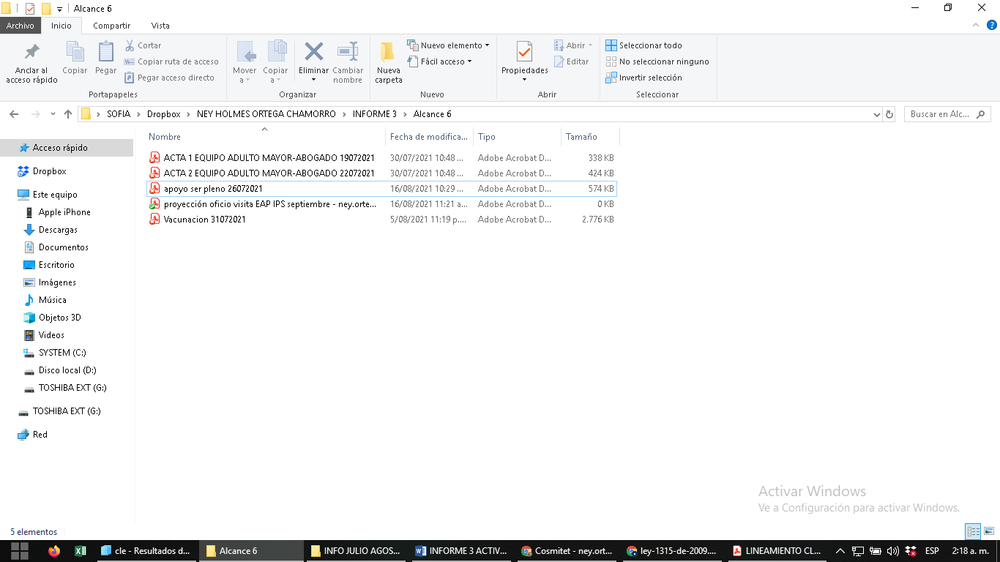 Alcance 6
Archivo Inicio Compartir Vista
Anclar al acceso rápido
Copiar
Pegar
Cortar
Copiar ruta de acceso
Pegar acceso directo
Portapapeles
Mover a
Copiar a
Eliminar
Cambiar nombre
Organizar
Nueva carpeta
Nuevo elemento
Fácil acceso
Nuevo
Propiedades
Abrir
Editar
Abrir
Seleccionar todo
No seleccionar ninguno
Invertir selección
Seleccionar
SOFIA > Dropbox > NEY HOLMES ORTEGA CHAMORRO > INFORME 3 > Alcance 6
Buscar en Alc...
Nombre Fecha de modifica... Tipo Tamaño
ACTA 1 EQUIPO ADULTO MAYOR-ABOGADO 19072021 30/07/2021 10:48 ... Adobe Acrobat D... 338 KB
ACTA 2 EQUIPO ADULTO MAYOR-ABOGADO 22072021 30/07/2021 10:48 ... Adobe Acrobat D... 424 KB
apoyo ser pleno 26072021 16/08/2021 10:29 ... Adobe Acrobat D... 574 KB
proyección oficio visita EAP IPS septiembre - ney.orte... 16/08/2021 11:21 a... Adobe Acrobat D... 0 KB
Vacunacion 31072021 5/08/2021 11:19 p.... Adobe Acrobat D... 2.776 KB
Acceso rápido
Dropbox
Este equipo
Apple iPhone
Descargas
Documentos
Escritorio
Imágenes
Música
Objetos 3D
Videos
SYSTEM (C:)
Disco local (D:)
TOSHIBA EXT (G:)
TOSHIBA EXT (G:)
Red
Activar Windows
Ve a Configuración para activar Windows.
5 elementos
cle - Resultados d... Alcance 6 INFO JULIO AGOS... INFORME 3 ACTIV... Cosmitet - ney.ort... ley-1315-de-2009.... LINEAMIENTO CL... ESP 2:18 a. m.